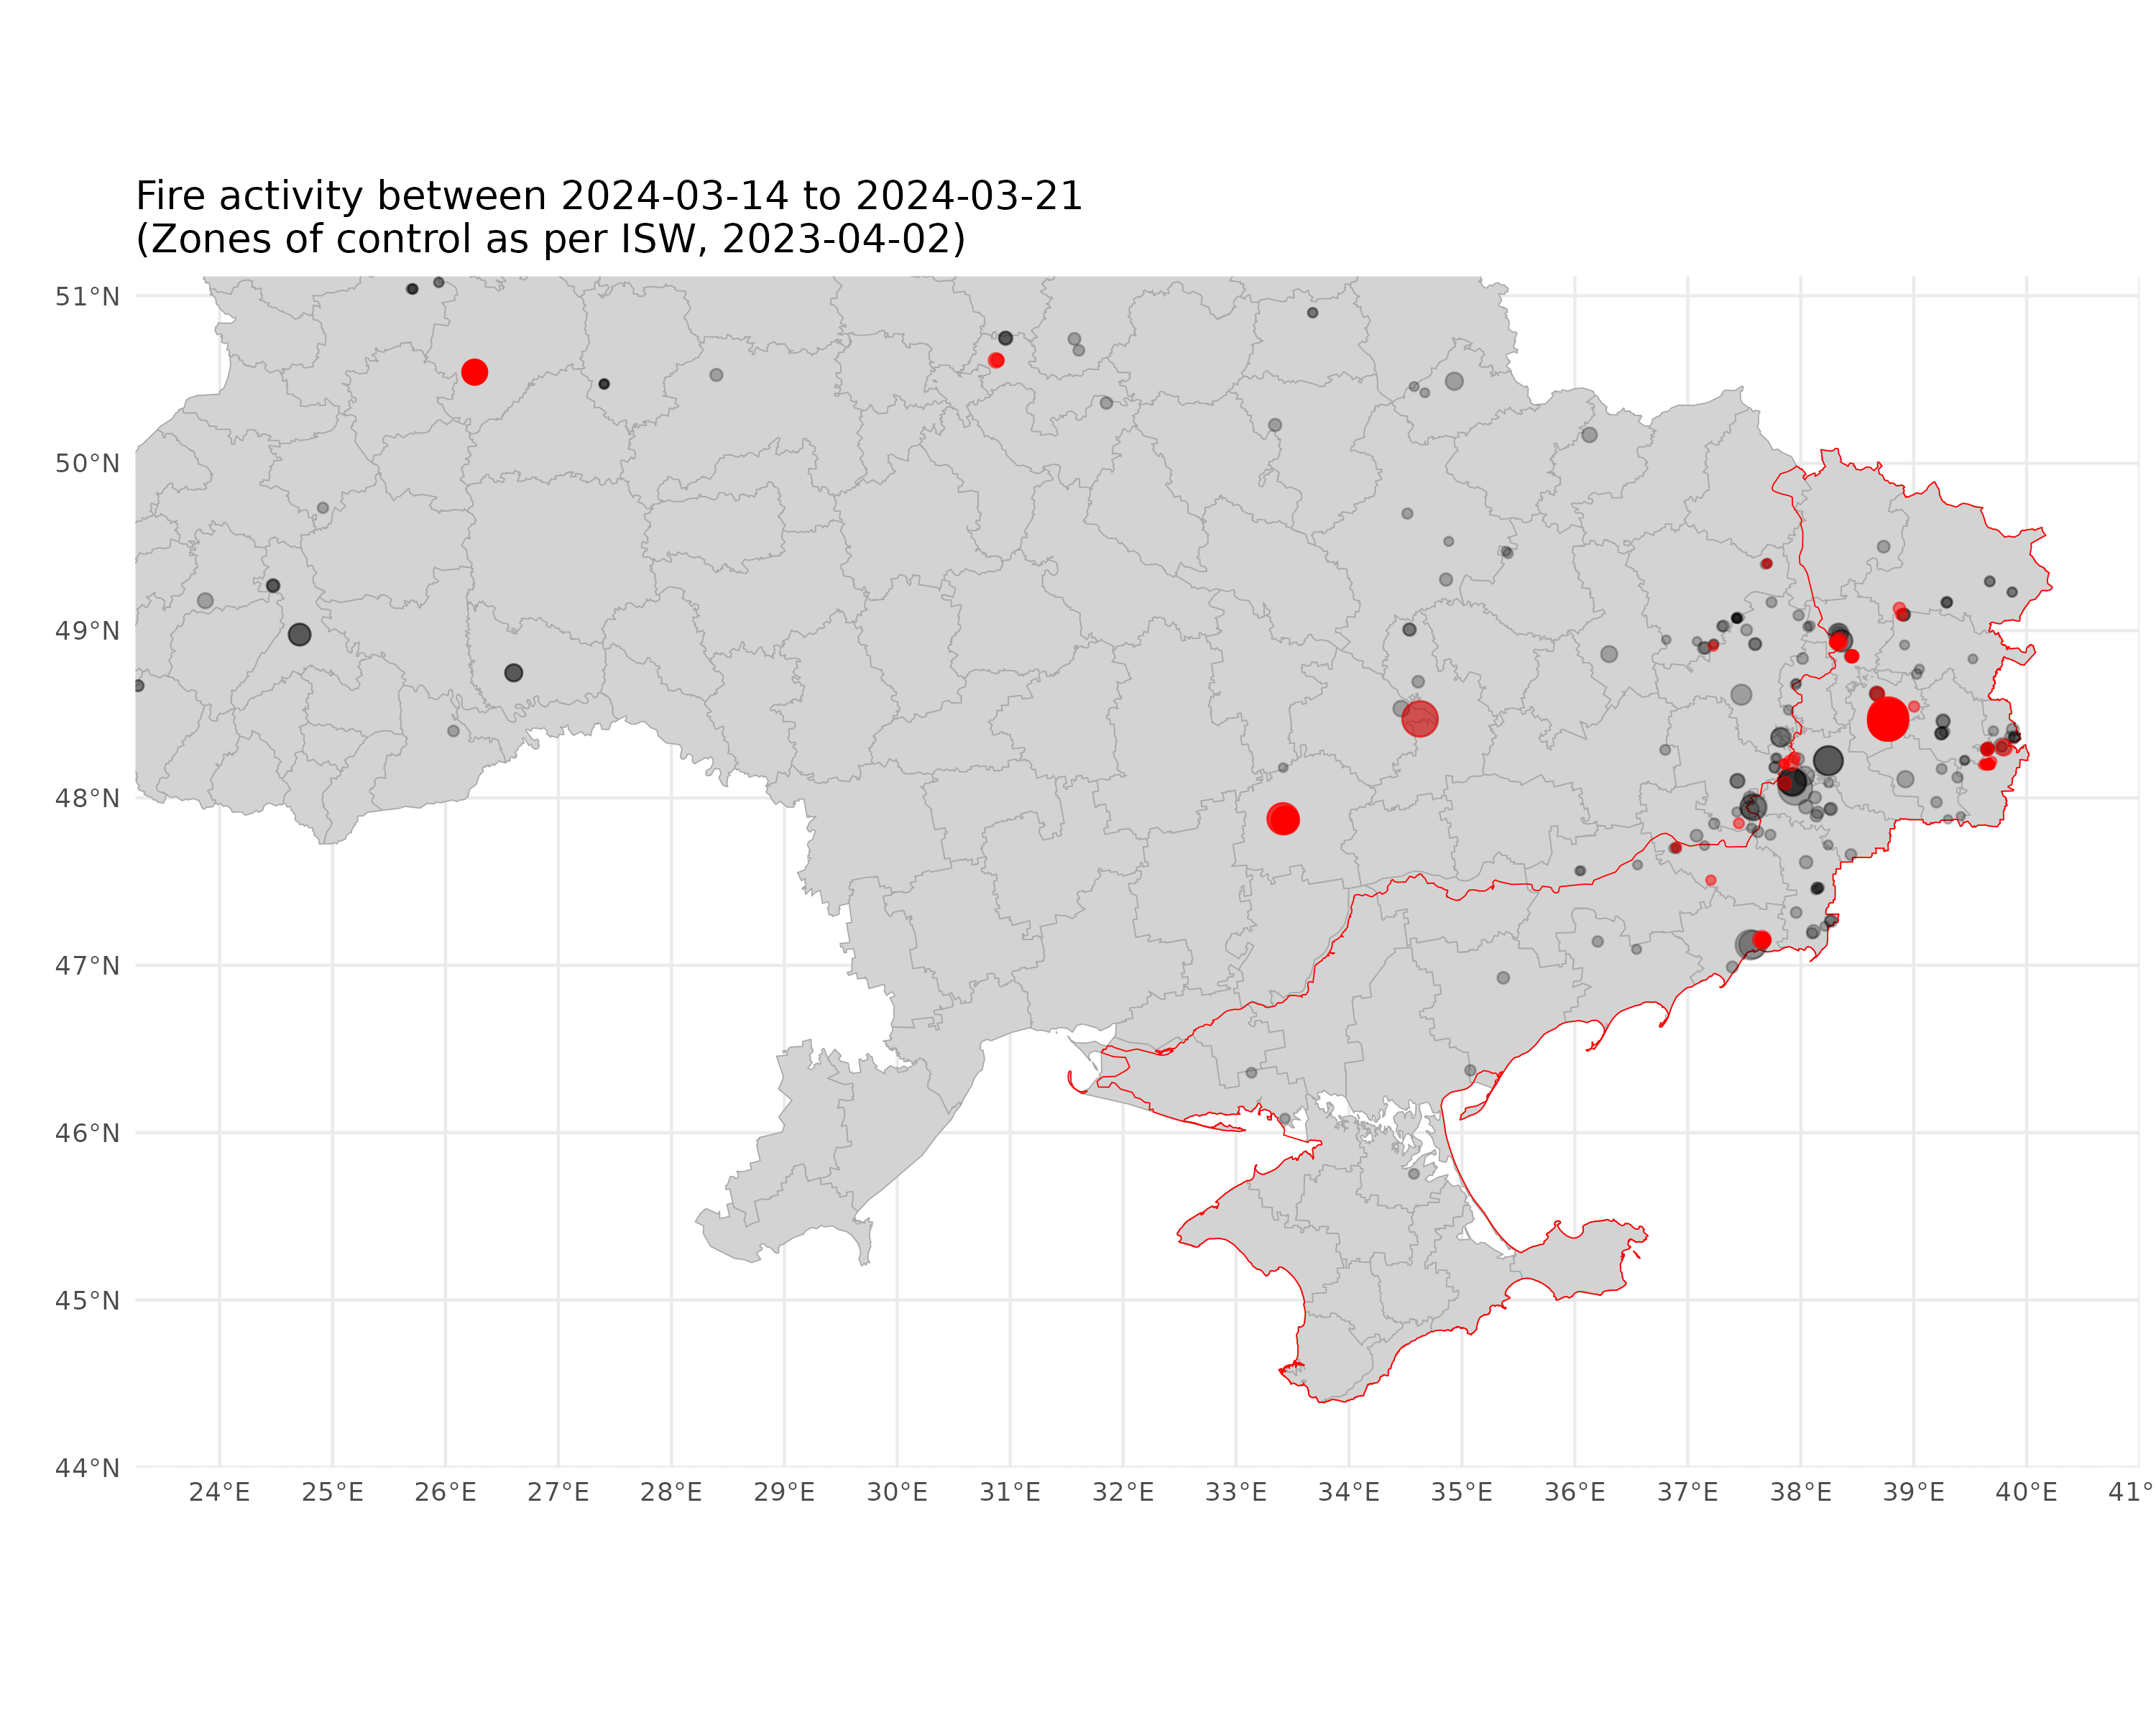 Fire activity between 2024-03-14 to 2024-03-21
(Zones of control as per ISW, 2023-04-02)
51°N
50°N
49°N
48°N
47°N
46°N
45°N
44°N
24°E 25°E 26°E 27°E 28°E 29°E 30°E 31°E 32°E 33°E 34°E 35°E 36°E 37°E 38°E 39°E 40°E 41°